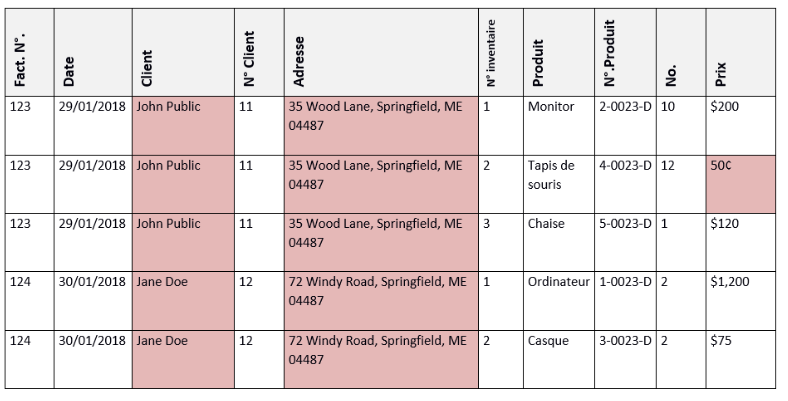 Fact. N°. Date Client N° Client Adresse N° inventaire Produit N°.Produit No. Prix
123 29/01/2018 John Public 11 35 Wood Lane, Springfield, ME 1 Monitor 2-0023-D 10 $200
04487
123 29/01/2018 John Public 11 35 Wood Lane, Springfield, ME 2 Tapis de 4-0023-D 12 50¢
04487 souris
123 29/01/2018 John Public 11 35 Wood Lane, Springfield, ME 3 Chaise 5-0023-D 1 $120
04487
124 30/01/2018 Jane Doe 12 72 Windy Road, Springfield, ME 1 Ordinateur 1-0023-D 2 $1,200
04487
124 30/01/2018 Jane Doe 12 72 Windy Road, Springfield, ME 2 Casque 3-0023-D 2 $75
04487